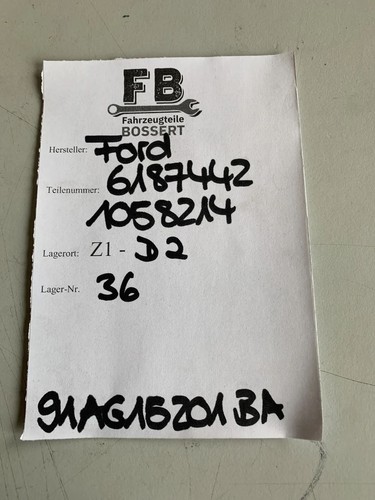 FB
Fahrzeugteile
BOSSERT
Hersteller: Ford
Teilenummer: 6187442
1058214
Lagerort: Z1 - D2
Lager-Nr. 36
91AG15201BA